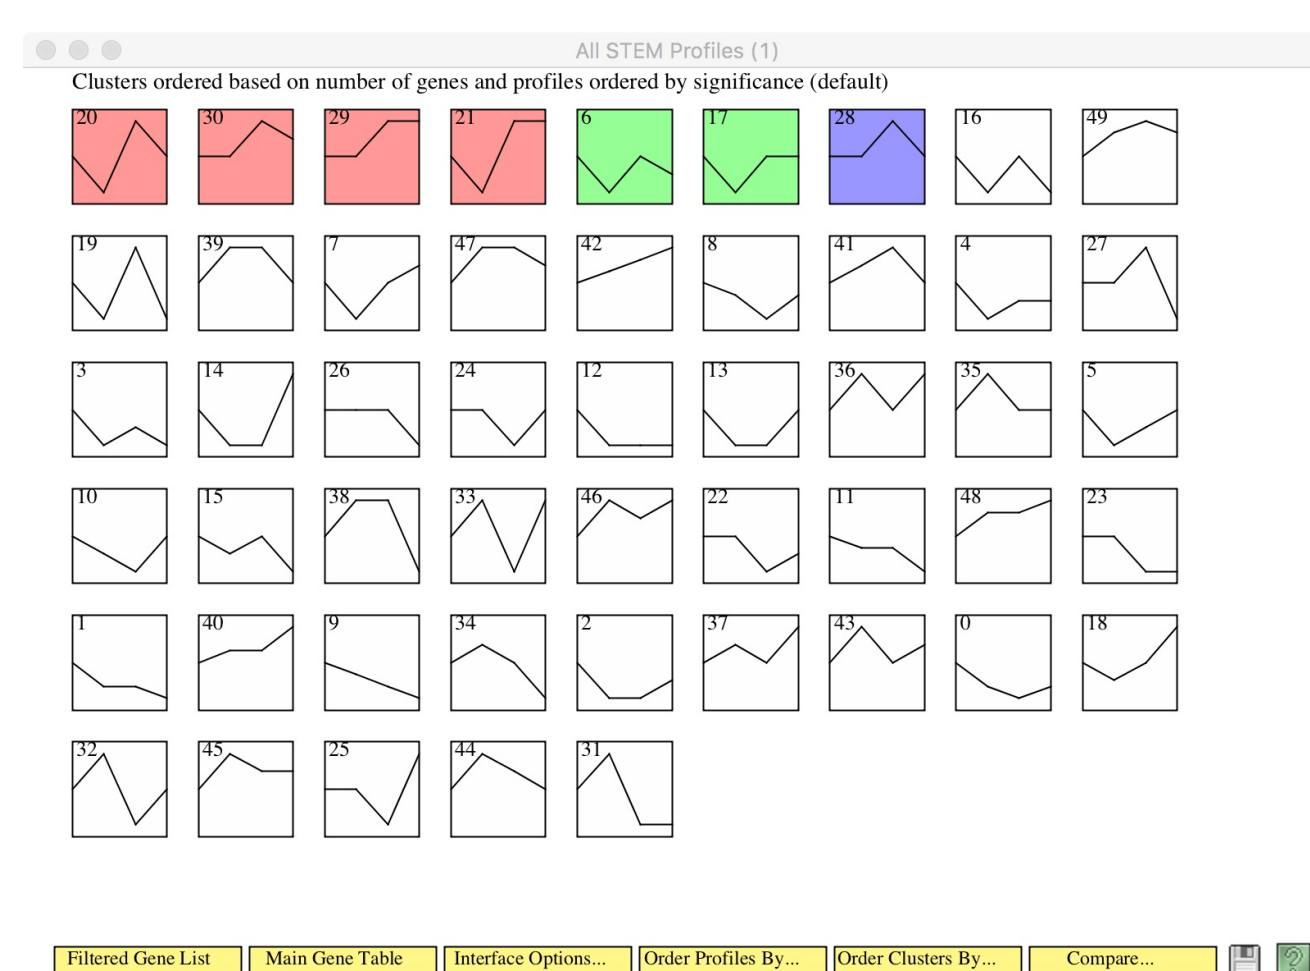 All STEM Profiles (1)
Clusters ordered based on number of genes and profiles ordered by significance (default)
20 30 29 21 6 17 28 16 49
19 39 7 47 42 8 41 4 27
3 14 26 24 12 13 36 35 5
10 15 38 33 46 22 11 48 23
1 40 9 34 2 37 43 0 18
32 45 25 44 31
Filtered Gene List Main Gene Table Interface Options... Order Profiles By... Order Clusters By... Compare... ?